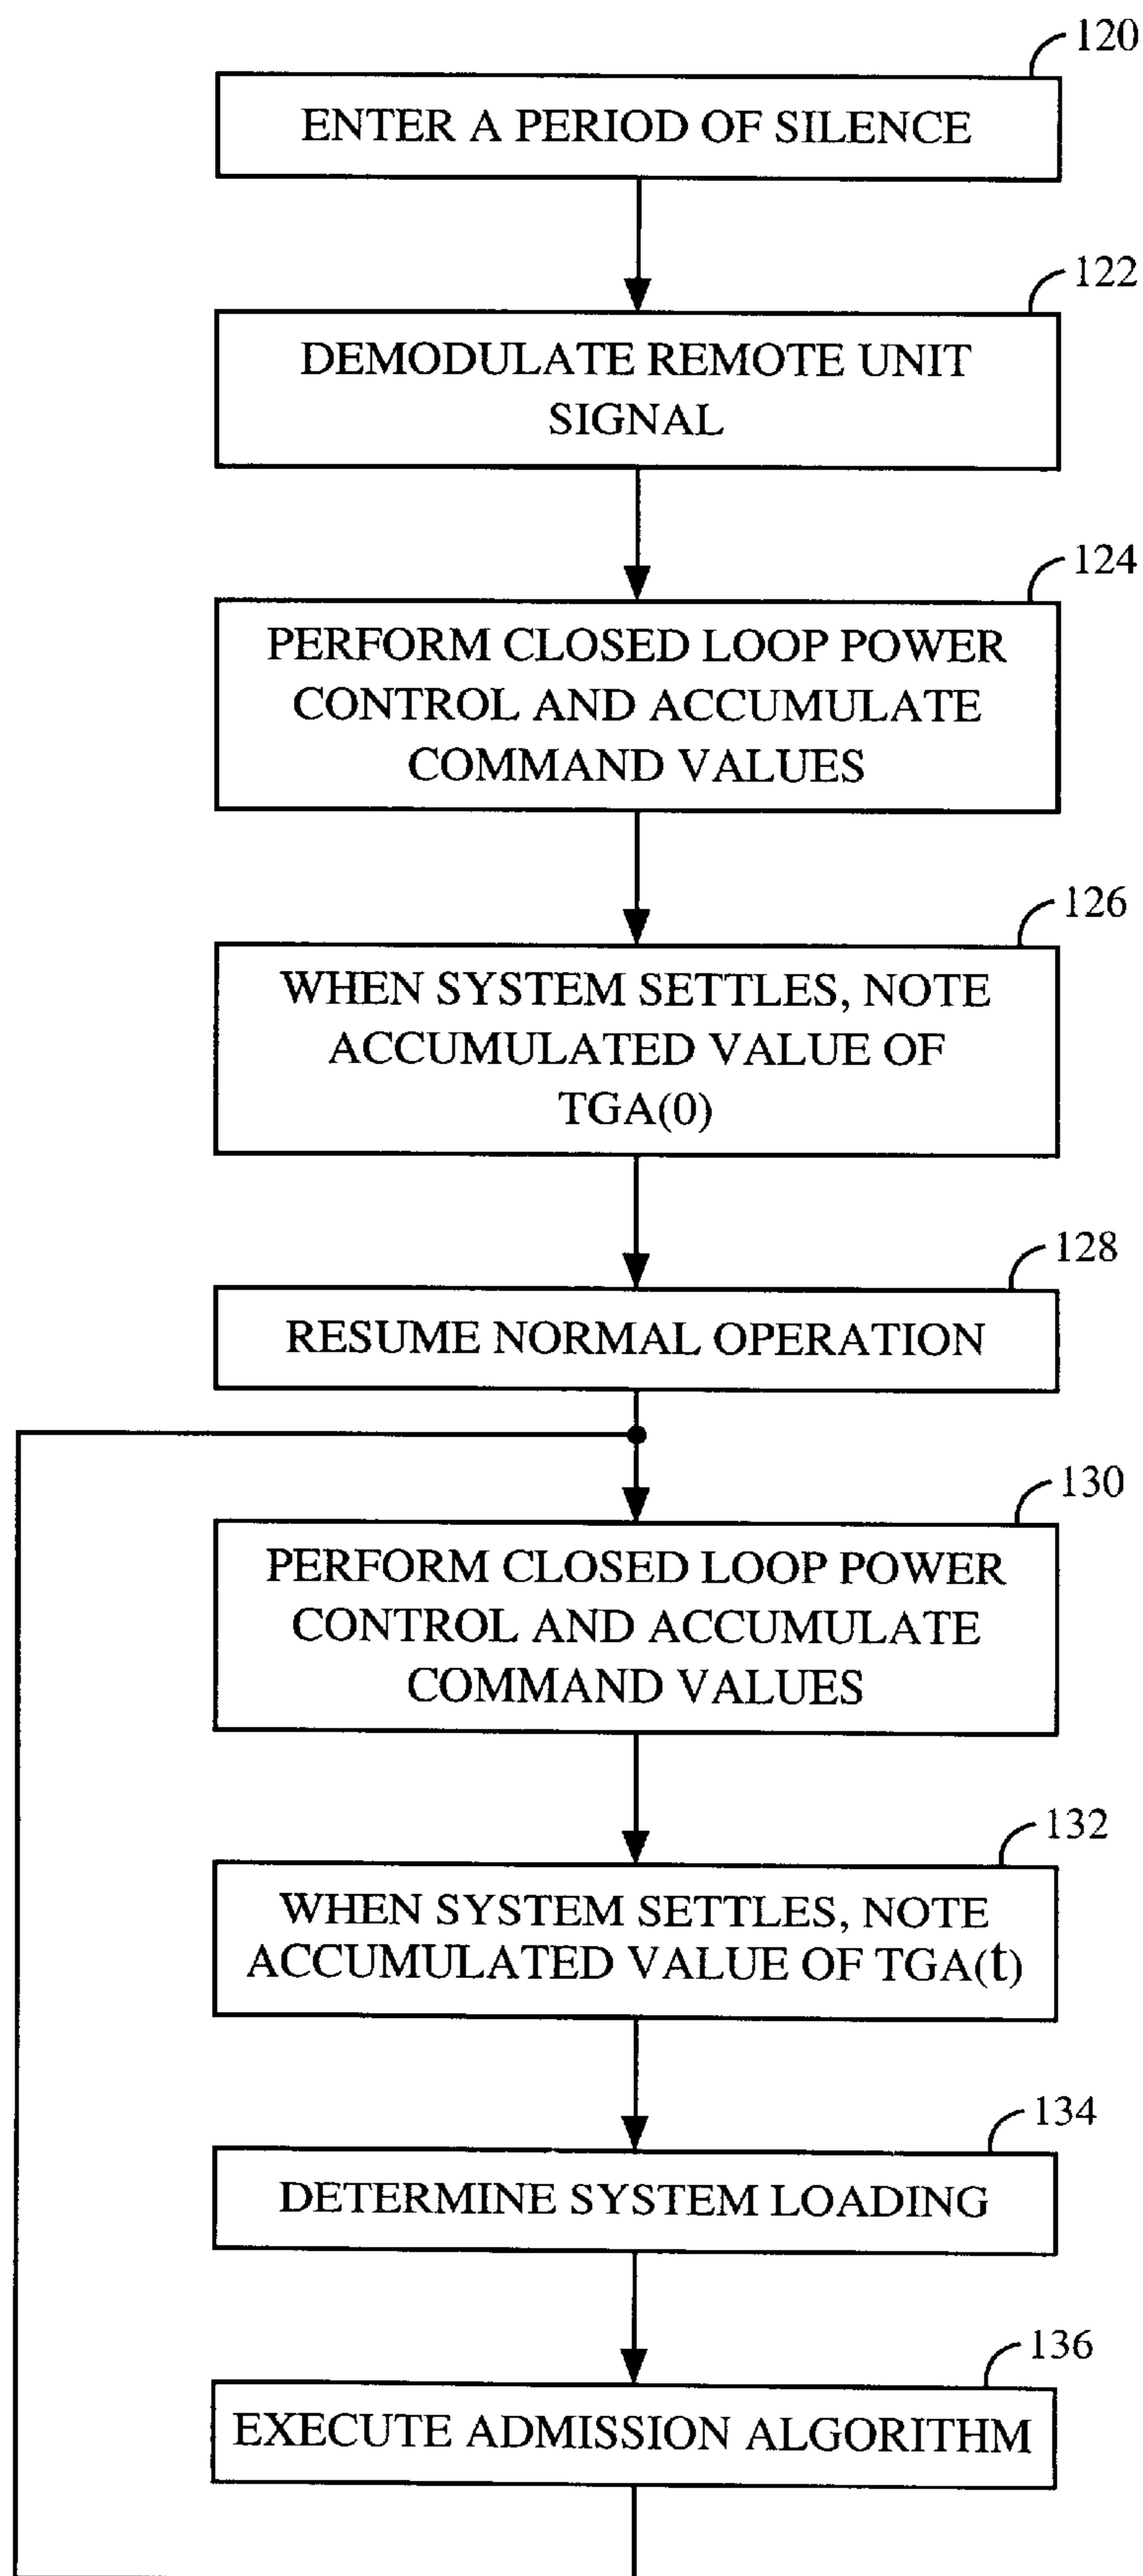 120
ENTER A PERIOD OF SILENCE
122
DEMODULATE REMOTE UNIT
SIGNAL
124
PERFORM CLOSED LOOP POWER
CONTROL AND ACCUMULATE
COMMAND VALUES
126
WHEN SYSTEM SETTLES, NOTE
ACCUMULATED VALUE OF
TGA(0)
128
RESUME NORMAL OPERATION
130
PERFORM CLOSED LOOP POWER
CONTROL AND ACCUMULATE
COMMAND VALUES
132
WHEN SYSTEM SETTLES, NOTE
ACCUMULATED VALUE OF TGA(t)
134
DETERMINE SYSTEM LOADING
136
EXECUTE ADMISSION ALGORITHM